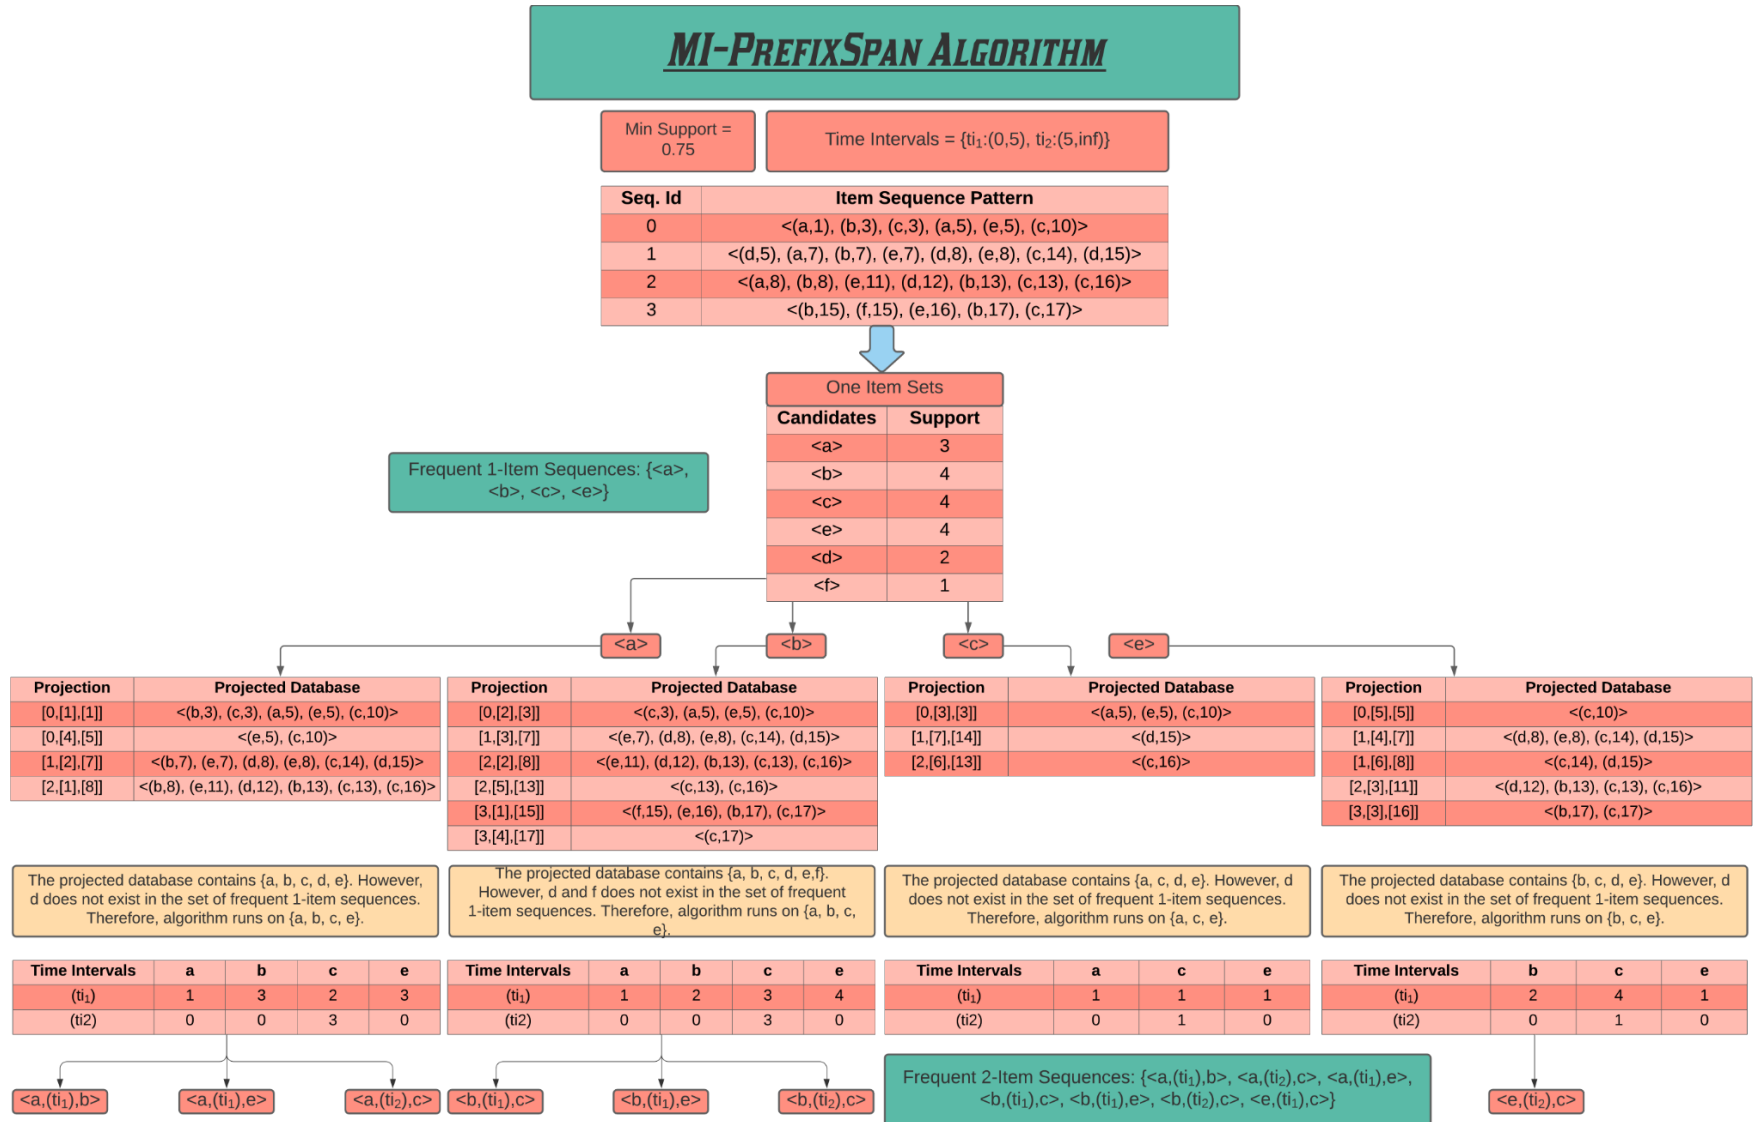 MI-PrefixSpan Algorithm
Min Support =
0.75
Time Intervals = {ti₁:(0,5), ti₂:(5,inf)}
Seq. Id Item Sequence Pattern
0 <(a,1), (b,3), (c,3), (a,5), (e,5), (c,10)>
1 <(d,5), (a,7), (b,7), (e,7), (d,8), (e,8), (c,14), (d,15)>
2 <(a,8), (b,8), (e,11), (d,12), (b,13), (c,13), (c,16)>
3 <(b,15), (f,15), (e,16), (b,17), (c,17)>
One Item Sets
Candidates Support
<a> 3
<b> 4
<c> 4
<e> 4
<d> 2
<f> 1
Frequent 1-Item Sequences: {<a>,
<b>, <c>, <e>}
<a>
<b>
<c>
<e>
Projection Projected Database
[0,[1],[1]] <(b,3), (c,3), (a,5), (e,5), (c,10)>
[0,[4],[5]] <(e,5), (c,10)>
[1,[2],[7]] <(b,7), (e,7), (d,8), (e,8), (c,14), (d,15)>
[2,[1],[8]] <(b,8), (e,11), (d,12), (b,13), (c,13), (c,16)>
Projection Projected Database
[0,[2],[3]] <(c,3), (a,5), (e,5), (c,10)>
[1,[3],[7]] <(e,7), (d,8), (e,8), (c,14), (d,15)>
[2,[2],[8]] <(e,11), (d,12), (b,13), (c,13), (c,16)>
[2,[5],[13]] <(c,13), (c,16)>
[3,[1],[15]] <(f,15), (e,16), (b,17), (c,17)>
[3,[4],[17]] <(c,17)>
Projection Projected Database
[0,[3],[3]] <(a,5), (e,5), (c,10)>
[1,[7],[14]] <(d,15)>
[2,[6],[13]] <(c,16)>
Projection Projected Database
[0,[5],[5]] <(c,10)>
[1,[4],[7]] <(d,8), (e,8), (c,14), (d,15)>
[1,[6],[8]] <(c,14), (d,15)>
[2,[3],[11]] <(d,12), (b,13), (c,13), (c,16)>
[3,[3],[16]] <(b,17), (c,17)>
The projected database contains {a, b, c, d, e}. However,
d does not exist in the set of frequent 1-item sequences.
Therefore, algorithm runs on {a, b, c, e}.
The projected database contains {a, b, c, d, e,f}.
However, d and f does not exist in the set of frequent
1-item sequences. Therefore, algorithm runs on {a, b, c,
e}.
The projected database contains {a, c, d, e}. However, d
does not exist in the set of frequent 1-item sequences.
Therefore, algorithm runs on {a, c, e}.
The projected database contains {b, c, d, e}. However, d
does not exist in the set of frequent 1-item sequences.
Therefore, algorithm runs on {b, c, e}.
Time Intervals a b c e
(ti₁) 1 3 2 3
(ti2) 0 0 3 0
Time Intervals a b c e
(ti₁) 1 2 3 4
(ti2) 0 0 3 0
Time Intervals a c e
(ti₁) 1 1 1
(ti2) 0 1 0
Time Intervals b c e
(ti₁) 2 4 1
(ti2) 0 1 0
<a,(ti₁),b>
<a,(ti₁),e>
<a,(ti₂),c>
<b,(ti₁),c>
<b,(ti₁),e>
<b,(ti₂),c>
Frequent 2-Item Sequences: {<a,(ti₁),b>, <a,(ti₂),c>, <a,(ti₁),e>,
<b,(ti₁),c>, <b,(ti₁),e>, <b,(ti₂),c>, <e,(ti₁),c>}
<e,(ti₂),c>